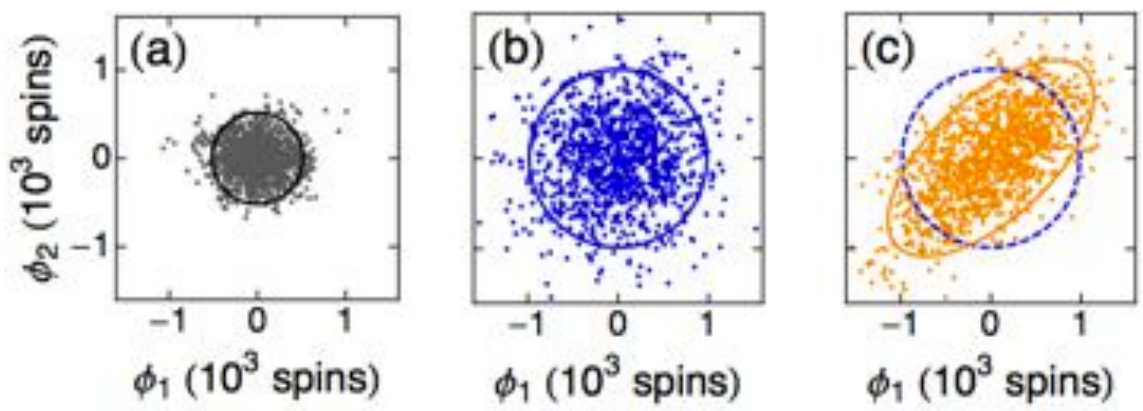 (a)
(b)
(c)
ϕ₂ (10³ spins)
1
0
−1
−1 0 1
−1 0 1
−1 0 1
ϕ₁ (10³ spins)
ϕ₁ (10³ spins)
ϕ₁ (10³ spins)